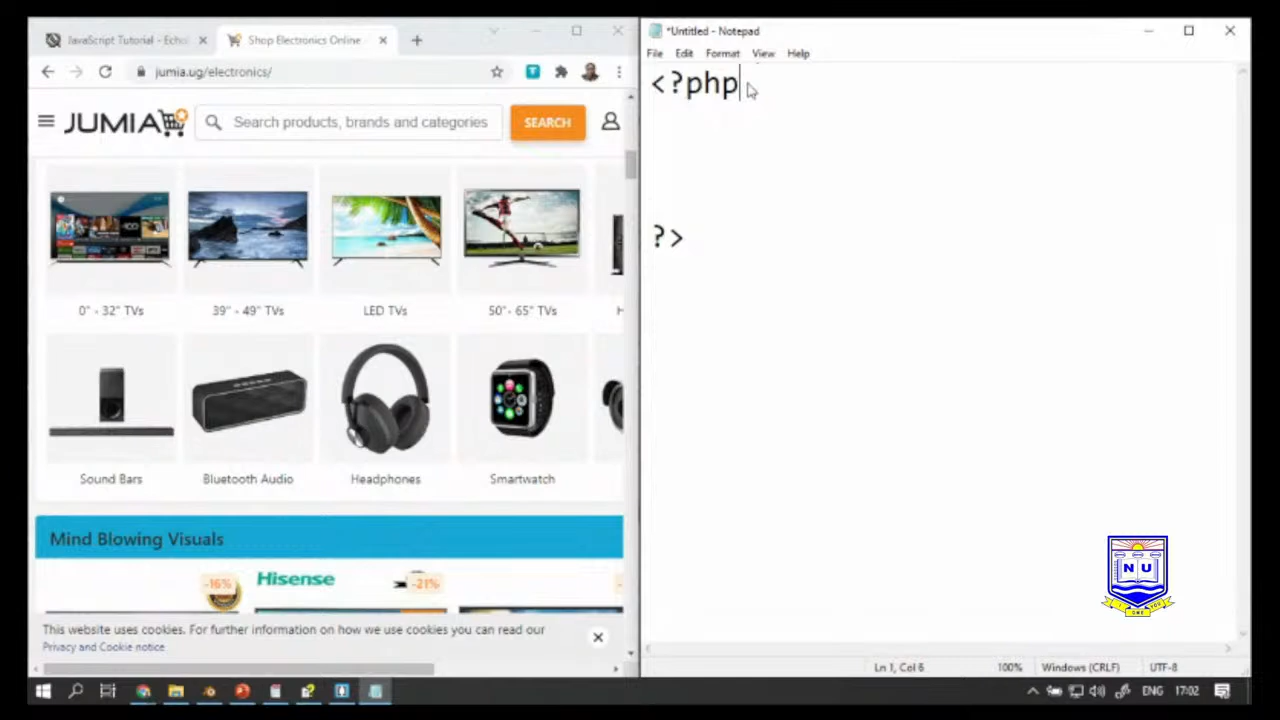 JavaScript Tutorial - Echo
Shop Electronics Online -
jumia.ug/electronics/
JUMIA
Search products, brands and categories
SEARCH
0" - 32" TVs
39" - 49" TVs
LED TVs
50"- 65" TVs
Sound Bars
Bluetooth Audio
Headphones
Smartwatch
Mind Blowing Visuals
-16%
Hisense
-21%
This website uses cookies. For further information on how we use cookies you can read our
Privacy and Cookie notice
*Untitled - Notepad
File Edit Format View Help
<?php
?>
N U
Ln 1, Col 6
100%
Windows (CRLF)
UTF-8
ENG
17:02